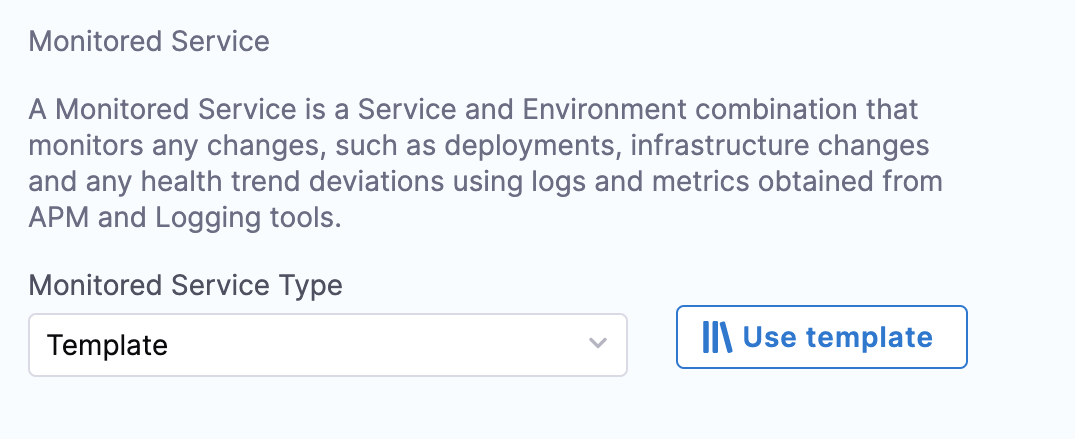 Monitored Service
A Monitored Service is a Service and Environment combination that
monitors any changes, such as deployments, infrastructure changes
and any health trend deviations using logs and metrics obtained from
APM and Logging tools.
Monitored Service Type
Template
Use template